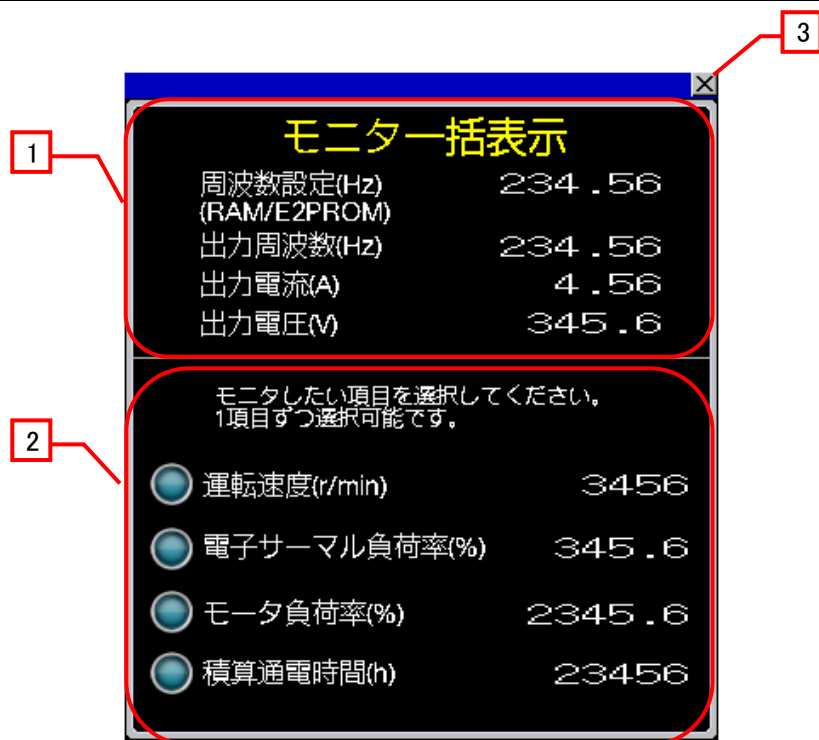 3
1
モニター括表示
周波数設定(Hz) 234.56
(RAM/E2PROM)
出力周波数(Hz) 234.56
出力電流(A) 4.56
出力電圧(V) 345.6
2
モニタしたい項目を選択してください。
1項目ずつ選択可能です。
運転速度(r/min) 3456
電子サーマル負荷率(%) 345.6
モータ負荷率(%) 2345.6
積算通電時間(h) 23456